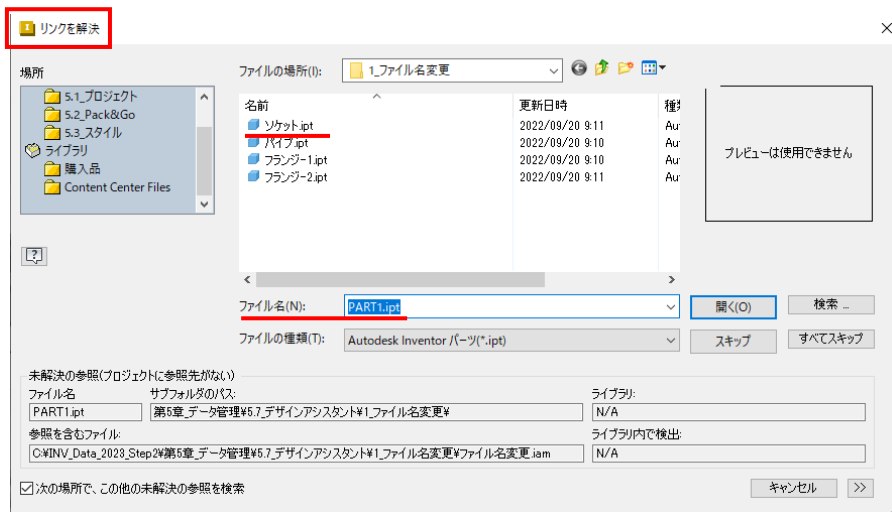 リンクを解決
場所
5.1_プロジェクト
5.2_Pack&Go
5.3_スタイル
ライブラリ
購入品
Content Center Files
ファイルの場所(I):
1_ファイル名変更
名前 更新日時 種类
ソケット.ipt 2022/09/20 9:11 Au
パイプ.ipt 2022/09/20 9:10 Au
フランジ-1.ipt 2022/09/20 9:10 Au
フランジ-2.ipt 2022/09/20 9:11 Au
プレビューは使用できません
ファイル名(N): PART1.ipt 開く(O) 検索 ...
ファイルの種類(T): Autodesk Inventor パーツ(*.ipt) スキップ すべてスキップ
未解決の参照(プロジェクトに参照先がない)
ファイル名 サブフォルダのパス: ライブラリ:
PART1.ipt 第5章_データ管理¥5.7_デザインアシスタント¥1_ファイル名変更¥ N/A
参照を含むファイル: ライブラリ内で検出:
C:¥INV_Data_2023_Step2¥第5章_データ管理¥5.7_デザインアシスタント¥1_ファイル名変更¥ファイル名変更.iam N/A
次の場所で、この他の未解決の参照を検索 キャンセル >>